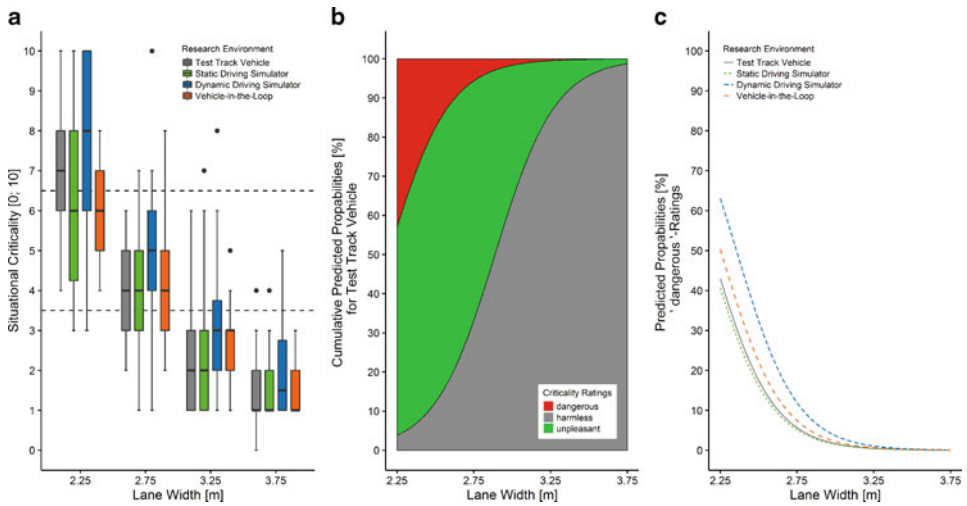 a
Situational Criticality [0; 10]
10
9
8
7
6
5
4
3
2
1
0
Research Environment
Test Track Vehicle
Static Driving Simulator
Dynamic Driving Simulator
Vehicle-in-the-Loop
2.25 2.75 3.25 3.75
Lane Width [m]
b
Cumulative Predicted Propabilities [%]
for Test Track Vehicle
100
90
80
70
60
50
40
30
20
10
0
Criticality Ratings
dangerous
harmless
unpleasant
2.25 2.75 3.25 3.75
Lane Width [m]
c
Predicted Propabilities [%]
' dangerous '-Ratings
100
90
80
70
60
50
40
30
20
10
0
Research Environment
Test Track Vehicle
Static Driving Simulator
Dynamic Driving Simulator
Vehicle-in-the-Loop
2.25 2.75 3.25 3.75
Lane Width [m]